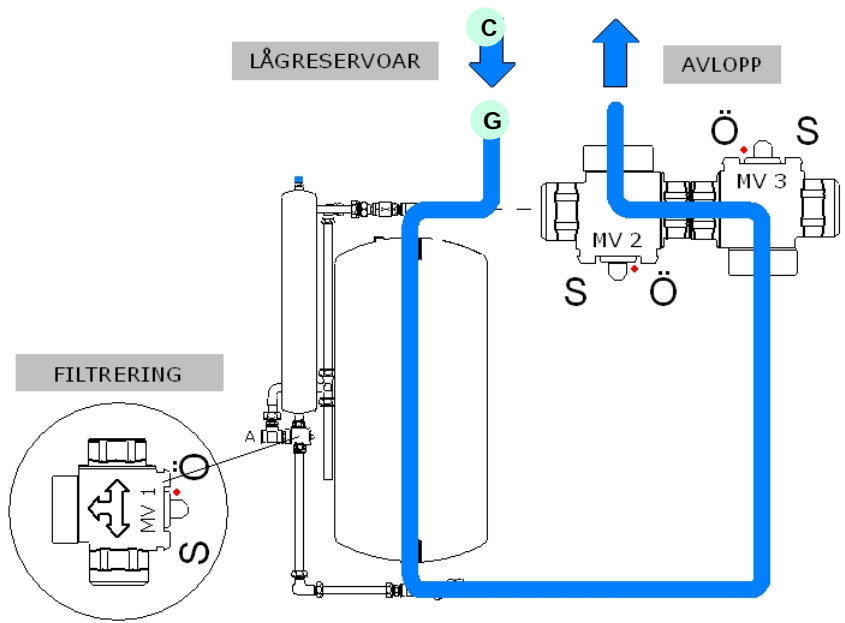 C
LÅGRESERVOAR
AVLOPP
G
Ö S
MV 3
MV 2
S Ö
FILTRERING
A
Ö
MV 1
S